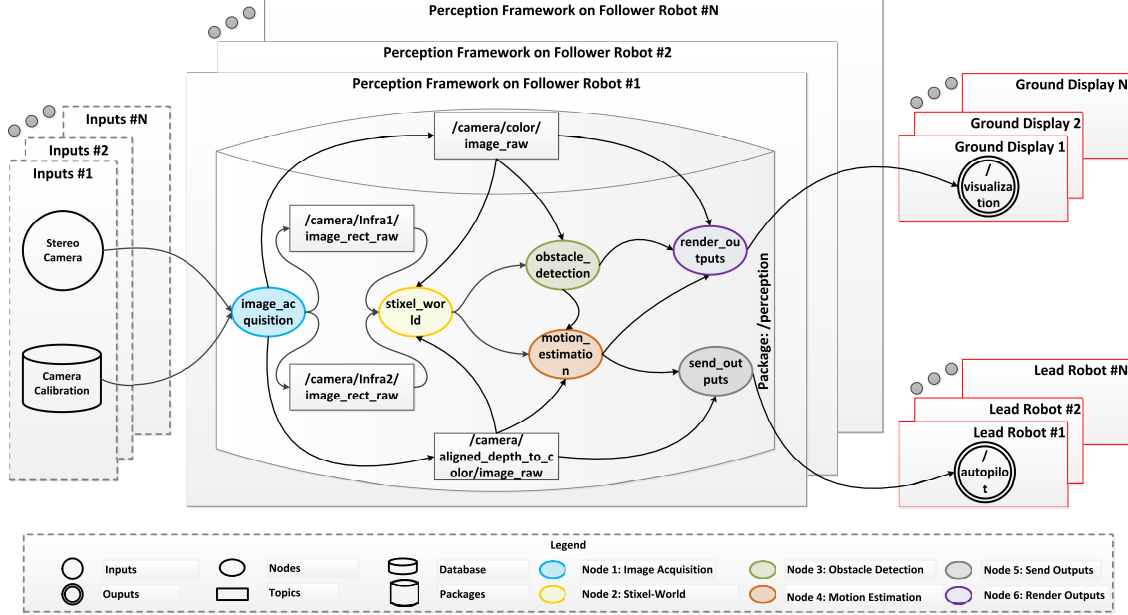 Perception Framework on Follower Robot #N
Perception Framework on Follower Robot #2
Perception Framework on Follower Robot #1
Inputs #N
Inputs #2
Inputs #1
Stereo
Camera
Camera
Calibration
image_ac
quisition
/camera/color/
image_raw
/camera/Infra1/
image_rect_raw
/camera/Infra2/
image_rect_raw
/camera/
aligned_depth_to_c
olor/image_raw
stixel_wor
ld
obstacle_
detection
motion_
estimatio
n
render_ou
tputs
send_out
puts
Package: /perception
Ground Display N
Ground Display 2
Ground Display 1
/
visualiza
tion
Lead Robot #N
Lead Robot #2
Lead Robot #1
/
autopilo
t
Legend
Inputs
Nodes
Database
Node 1: Image Acquisition
Node 3: Obstacle Detection
Node 5: Send Outputs
Ouputs
Topics
Packages
Node 2: Stixel-World
Node 4: Motion Estimation
Node 6: Render Outputs